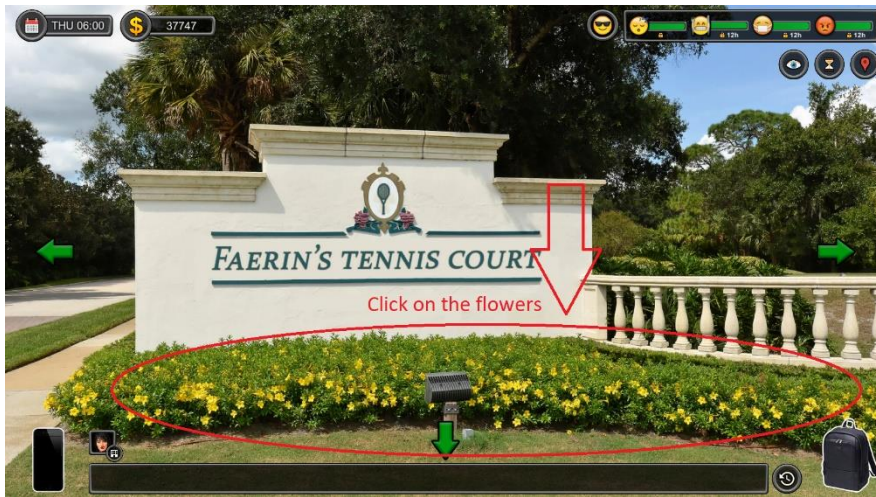 THU 06:00
37747
12h
12h
12h
FAERIN'S TENNIS COURT
Click on the flowers